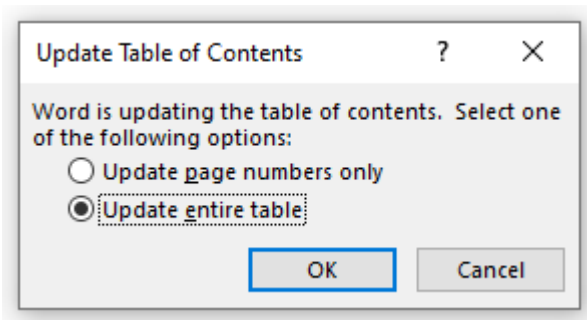 Update Table of Contents ?
Word is updating the table of contents. Select one
of the following options:
Update page numbers only
Update entire table
OK Cancel